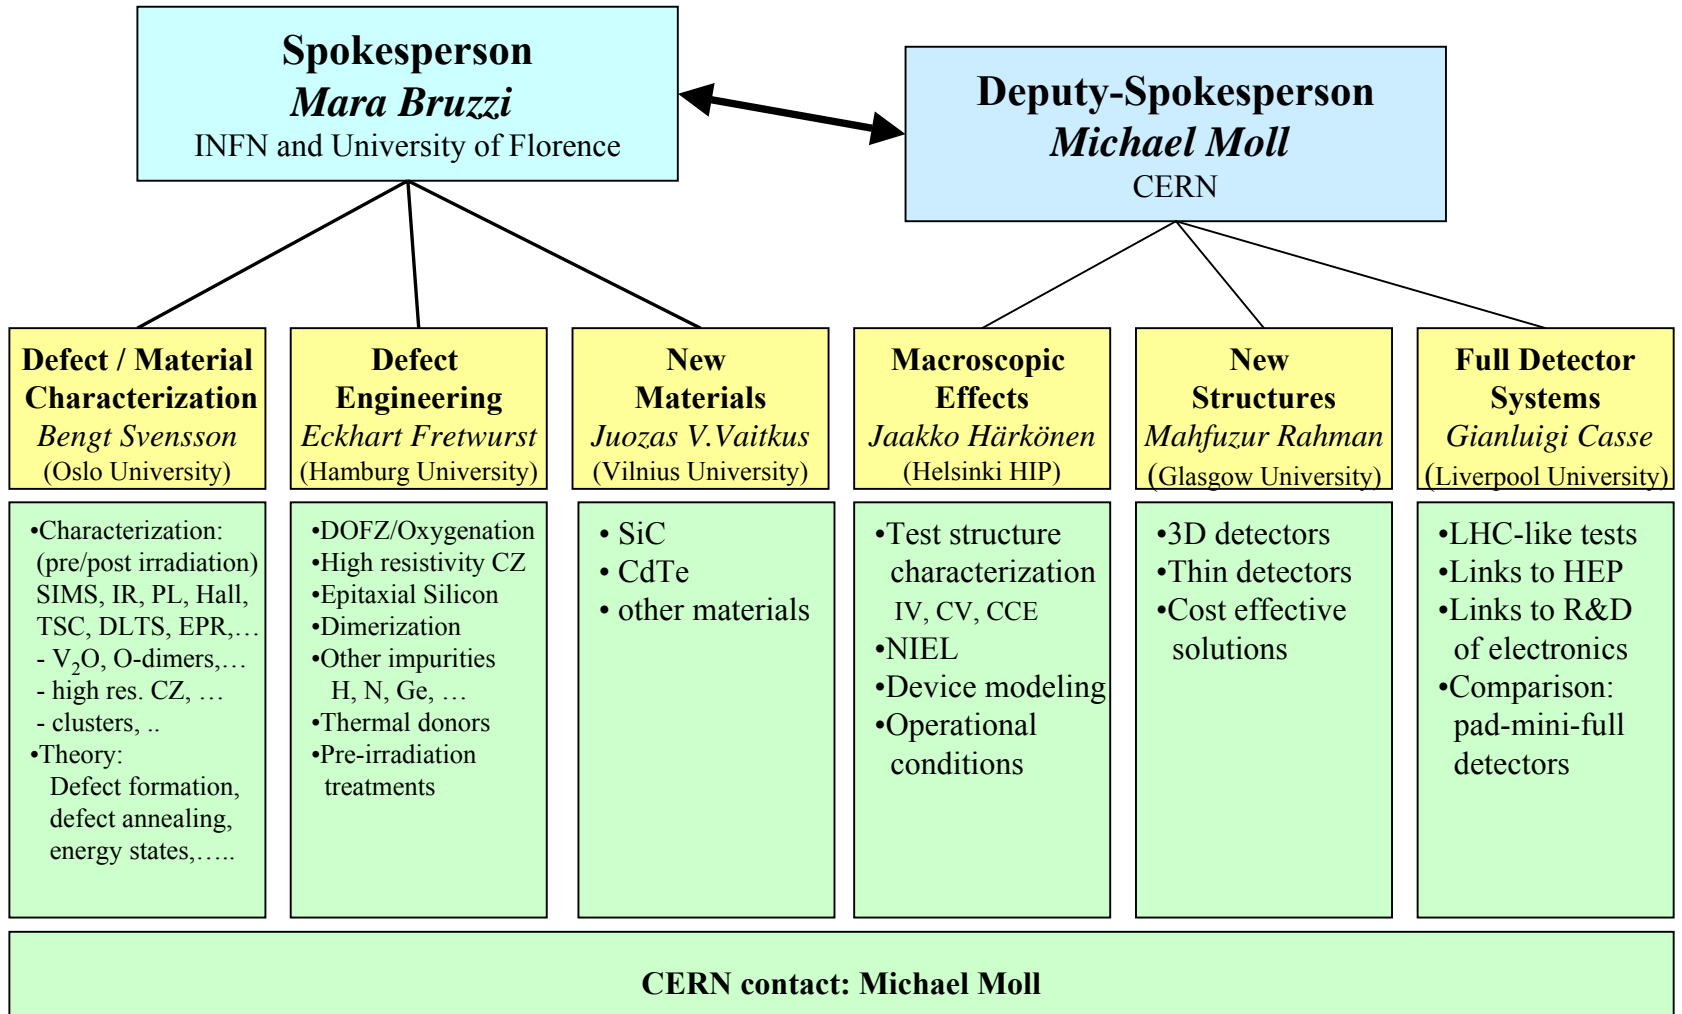 Spokesperson
Mara Bruzzi
INFN and University of Florence
Deputy-Spokesperson
Michael Moll
CERN
Defect / Material
Characterization
Bengt Svensson
(Oslo University)
Defect
Engineering
Eckhart Fretwurst
(Hamburg University)
New
Materials
Juozas V.Vaitkus
(Vilnius University)
Macroscopic
Effects
Jaakko Härkönen
(Helsinki HIP)
New
Structures
Mahfuzur Rahman
(Glasgow University)
Full Detector
Systems
Gianluigi Casse
(Liverpool University)
•Characterization:
(pre/post irradiation)
SIMS, IR, PL, Hall,
TSC, DLTS, EPR,…
- V₂O, O-dimers,…
- high res. CZ, …
- clusters, ..
•Theory:
Defect formation,
defect annealing,
energy states,…..
•DOFZ/Oxygenation
•High resistivity CZ
•Epitaxial Silicon
•Dimerization
•Other impurities
H, N, Ge, …
•Thermal donors
•Pre-irradiation
treatments
• SiC
• CdTe
• other materials
•Test structure
characterization
IV, CV, CCE
•NIEL
•Device modeling
•Operational
conditions
•3D detectors
•Thin detectors
•Cost effective
solutions
•LHC-like tests
•Links to HEP
•Links to R&D
of electronics
•Comparison:
pad-mini-full
detectors
CERN contact: Michael Moll